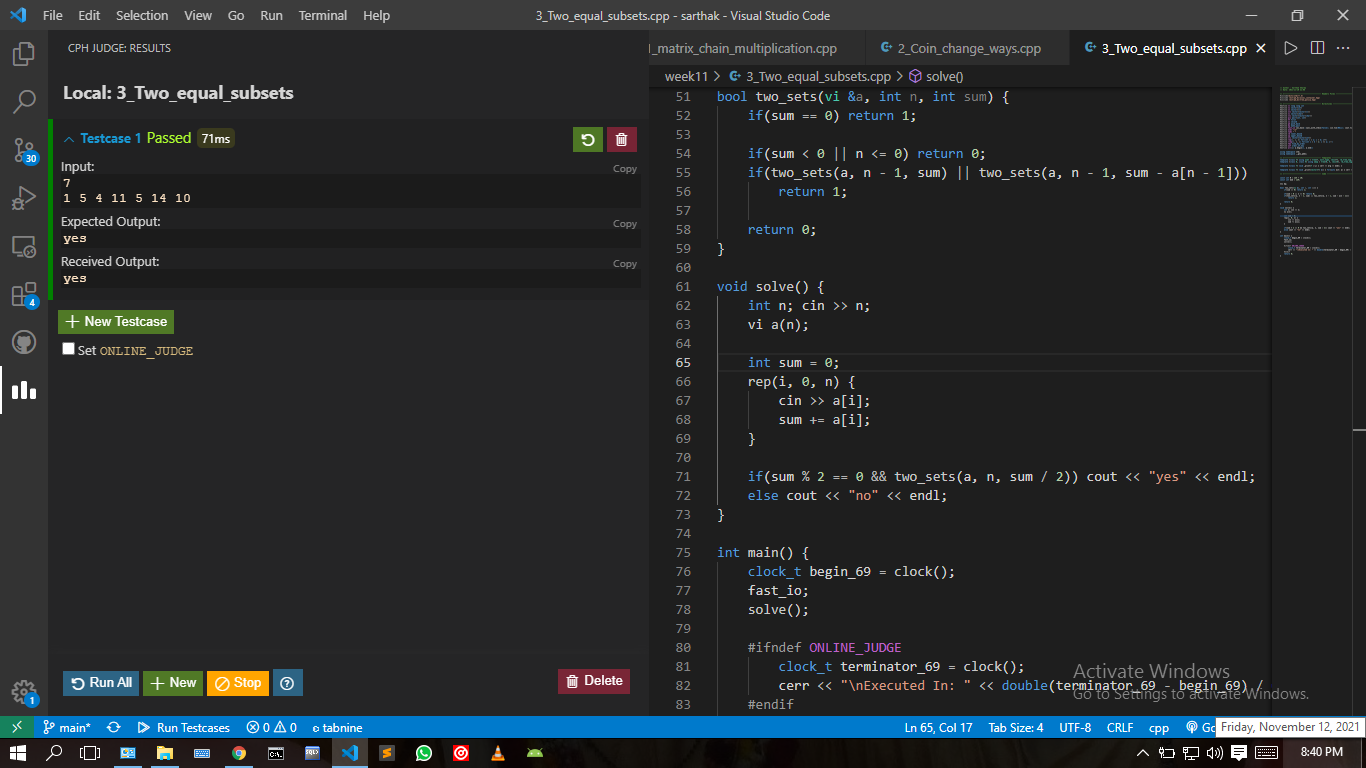 File Edit Selection View Go Run Terminal Help
3_Two_equal_subsets.cpp - sarthak - Visual Studio Code
CPH JUDGE: RESULTS
Local: 3_Two_equal_subsets
Testcase 1 Passed 71ms
Input:
Copy
7
1 5 4 11 5 14 10
Expected Output:
Copy
yes
Received Output:
Copy
yes
New Testcase
Set ONLINE_JUDGE
Run All New Stop Delete
30
4
1
1_matrix_chain_multiplication.cpp 2_Coin_change_ways.cpp 3_Two_equal_subsets.cpp
week11 > 3_Two_equal_subsets.cpp > solve()
51 bool two_sets(vi &a, int n, int sum) {
52 if(sum == 0) return 1;
53
54 if(sum < 0 || n <= 0) return 0;
55 if(two_sets(a, n - 1, sum) || two_sets(a, n - 1, sum - a[n - 1]))
56 return 1;
57
58 return 0;
59 }
60
61 void solve() {
62 int n; cin >> n;
63 vi a(n);
64
65 int sum = 0;
66 rep(i, 0, n) {
67 cin >> a[i];
68 sum += a[i];
69 }
70
71 if(sum % 2 == 0 && two_sets(a, n, sum / 2)) cout << "yes" << endl;
72 else cout << "no" << endl;
73 }
74
75 int main() {
76 clock_t begin_69 = clock();
77 fast_io;
78 solve();
79
80 #ifndef ONLINE_JUDGE
81 clock_t terminator_69 = clock();
82 cerr << "\nExecuted In: " << double(terminator_69 - begin_69) /
83 #endif
Activate Windows
Go to Settings to activate Windows.
main* Run Testcases 0 0 tabnine
Ln 65, Col 17 Tab Size: 4 UTF-8 CRLF cpp Go
Friday, November 12, 2021
8:40 PM